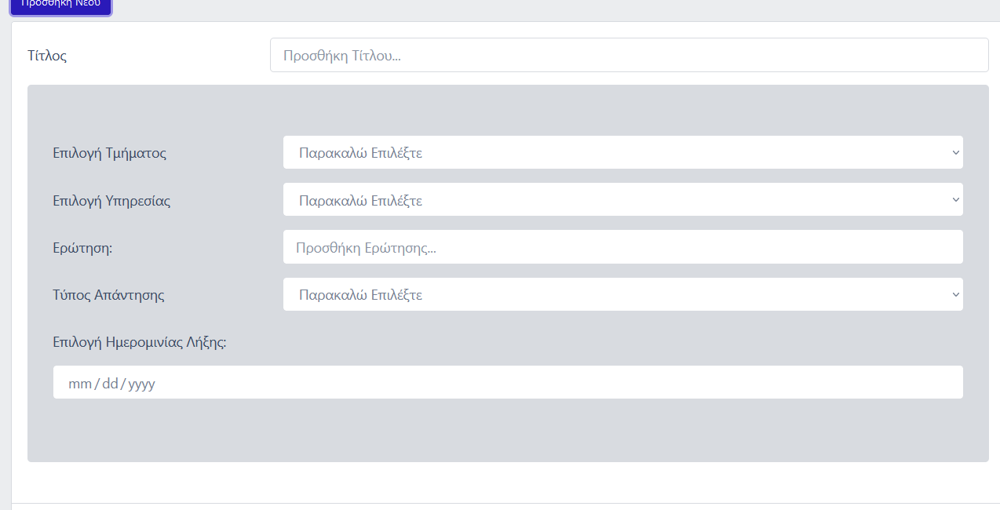 Προσθήκη Νέου
Τίτλος Προσθήκη Τίτλου...
Επιλογή Τμήματος Παρακαλώ Επιλέξτε
Επιλογή Υπηρεσίας Παρακαλώ Επιλέξτε
Ερώτηση: Προσθήκη Ερώτησης...
Τύπος Απάντησης Παρακαλώ Επιλέξτε
Επιλογή Ημερομινίας Λήξης:
mm/dd/yyyy